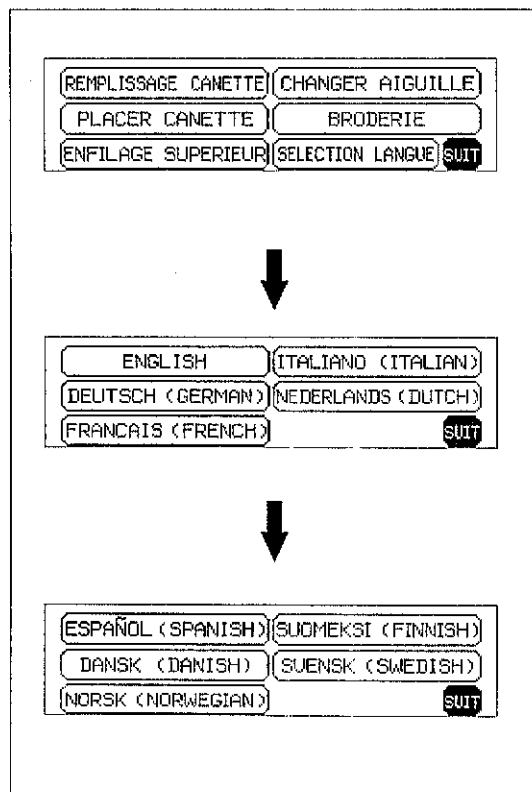 REMPLISSAGE CANETTE CHANGER AIGUILLE
PLACER CANETTE BRODERIE
ENFILAGE SUPERIEUR SELECTION LANGUE SUIT
ENGLISH ITALIANO (ITALIAN)
DEUTSCH (GERMAN) NEDERLANDS (DUTCH)
FRANCAIS (FRENCH) SUIT
ESPAÑOL (SPANISH) SUOMEKSI (FINNISH)
DANSK (DANISH) SVENSK (SWEDISH)
NORSK (NORWEGIAN) SUIT